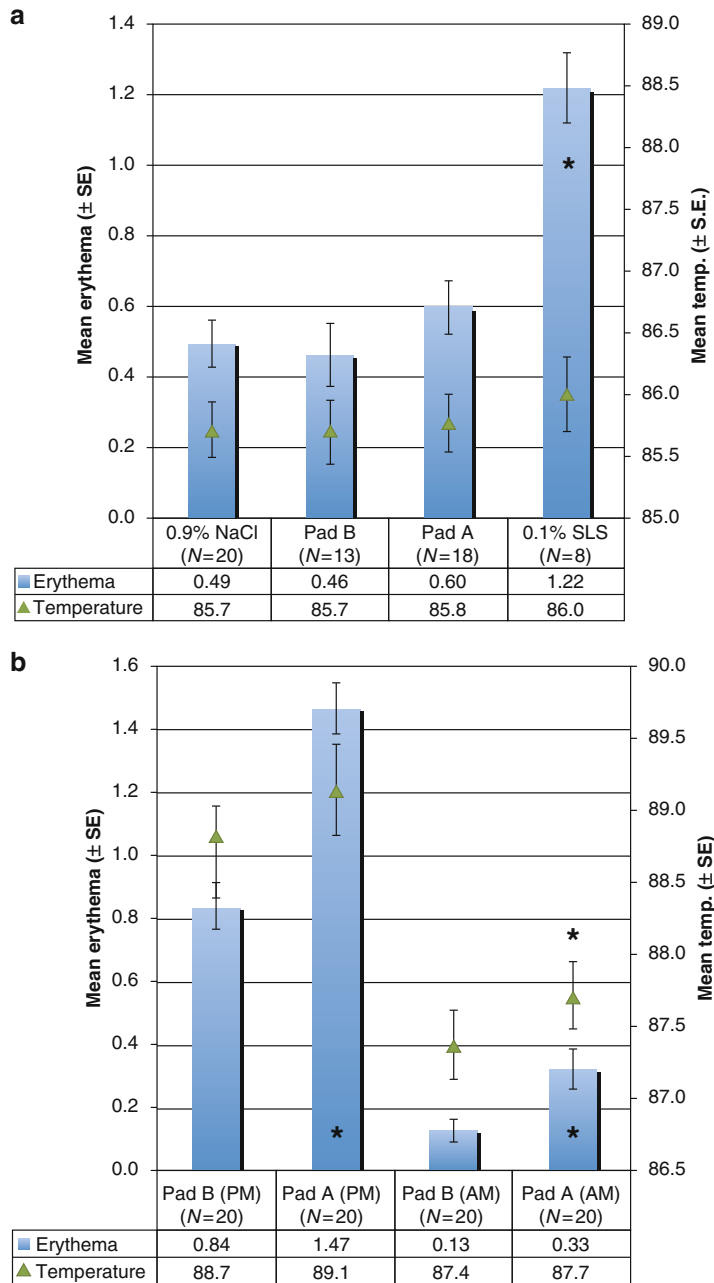 a
Mean erythema (± SE)
1.4
1.2
1.0
0.8
0.6
0.4
0.2
0.0
Mean temp. (± S.E.)
89.0
88.5
88.0
87.5
87.0
86.5
86.0
85.5
85.0
*
0.9% NaCl Pad B Pad A 0.1% SLS
(N=20) (N=13) (N=18) (N=8)
Erythema 0.49 0.46 0.60 1.22
Temperature 85.7 85.7 85.8 86.0
b
Mean erythema (± SE)
1.6
1.4
1.2
1.0
0.8
0.6
0.4
0.2
0.0
Mean temp. (± SE)
90.0
89.5
89.0
88.5
88.0
87.5
87.0
86.5
*
* *
Pad B (PM) Pad A (PM) Pad B (AM) Pad A (AM)
(N=20) (N=20) (N=20) (N=20)
Erythema 0.84 1.47 0.13 0.33
Temperature 88.7 89.1 87.4 87.7